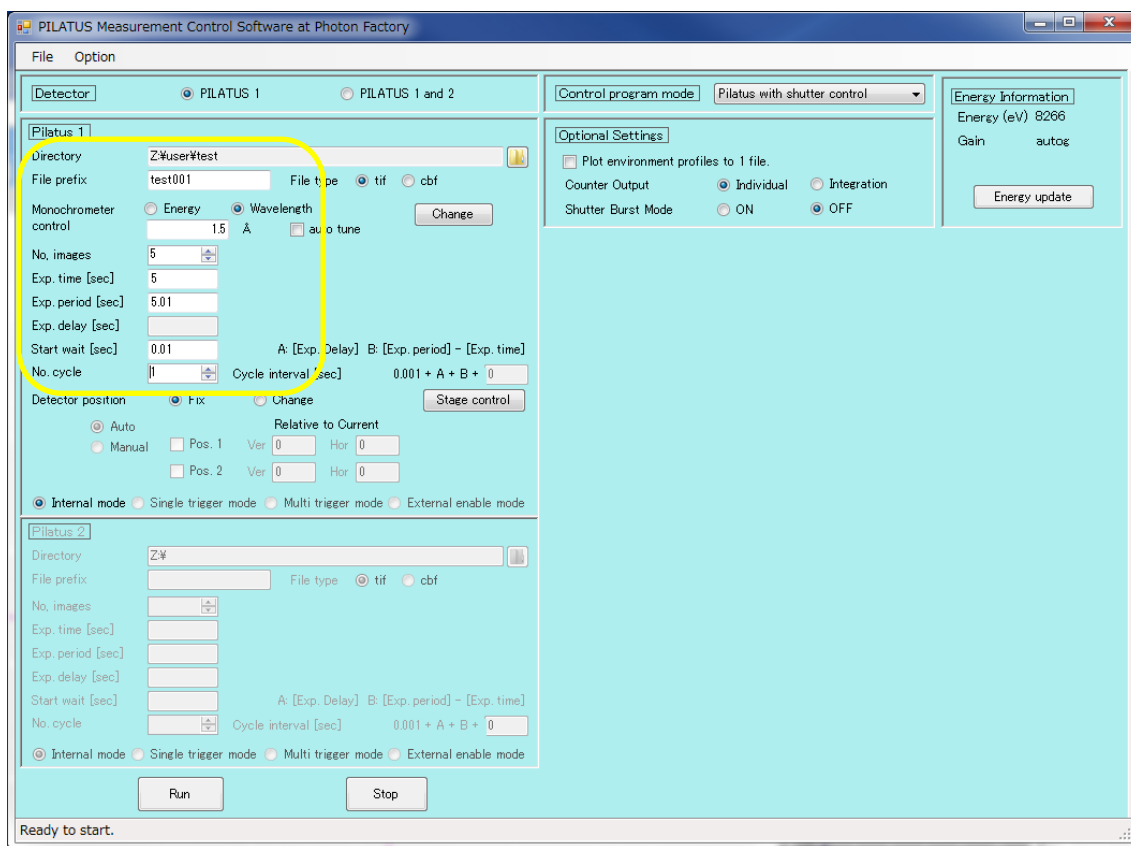 PILATUS Measurement Control Software at Photon Factory
File Option
Detector PILATUS 1 PILATUS 1 and 2
Control program mode Pilatus with shutter control
Energy Information
Energy (eV) 8266
Gain autog
Energy update
Pilatus 1
Directory Z:¥user¥test
File prefix test001 File type tif cbf
Monochrometer control Energy Wavelength
1.5 Å auto tune Change
No, images 5
Exp. time [sec] 5
Exp. period [sec] 5.01
Exp. delay [sec]
Start wait [sec] 0.01 A: [Exp. Delay] B: [Exp. period] - [Exp. time]
No. cycle 1 Cycle interval [sec] 0.001 + A + B + 0
Detector position Fix Change Stage control
Auto Relative to Current
Manual Pos. 1 Ver 0 Hor 0
Pos. 2 Ver 0 Hor 0
Internal mode Single trigger mode Multi trigger mode External enable mode
Optional Settings
Plot environment profiles to 1 file.
Counter Output Individual Integration
Shutter Burst Mode ON OFF
Pilatus 2
Directory Z:¥
File prefix File type tif cbf
No, images
Exp. time [sec]
Exp. period [sec]
Exp. delay [sec]
Start wait [sec] A: [Exp. Delay] B: [Exp. period] - [Exp. time]
No. cycle Cycle interval [sec] 0.001 + A + B + 0
Internal mode Single trigger mode Multi trigger mode External enable mode
Run Stop
Ready to start.